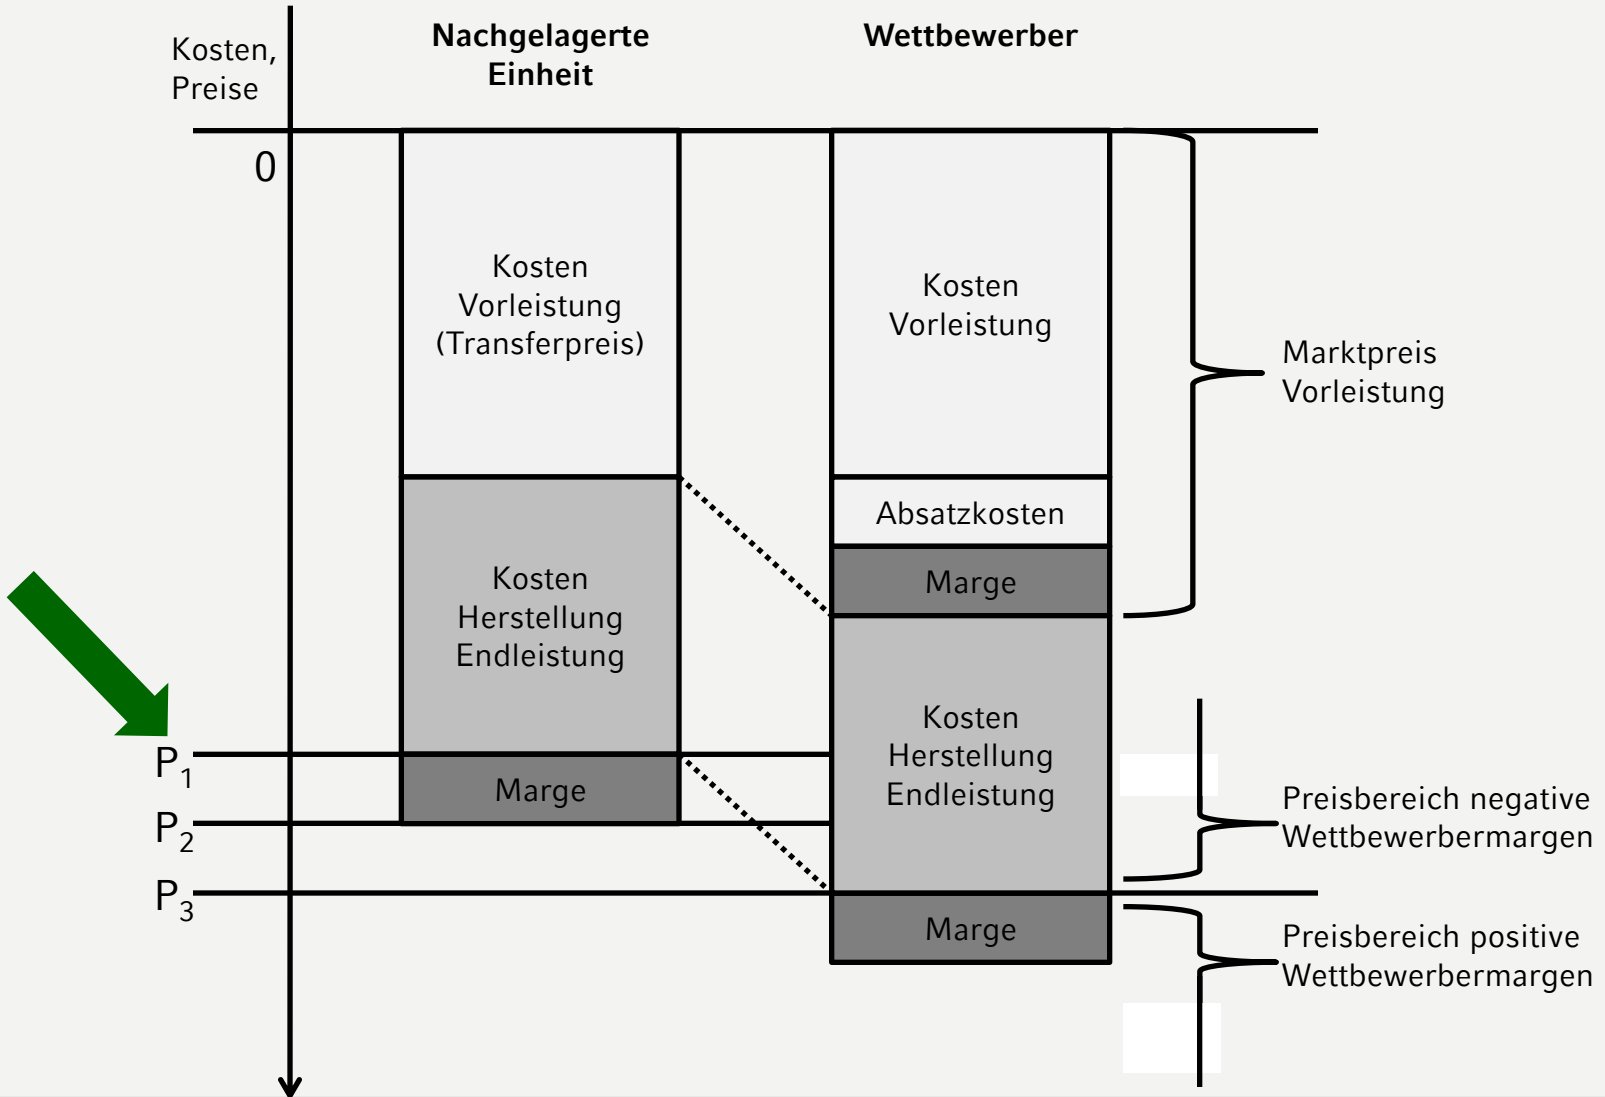 Kosten,
Preise
Nachgelagerte
Einheit
Wettbewerber
0
Kosten
Vorleistung
(Transferpreis)
Kosten
Vorleistung
Marktpreis
Vorleistung
Absatzkosten
Marge
Kosten
Herstellung
Endleistung
Kosten
Herstellung
Endleistung
P1
Marge
P2
P3
Marge
Preisbereich negative
Wettbewerbermargen
Preisbereich positive
Wettbewerbermargen